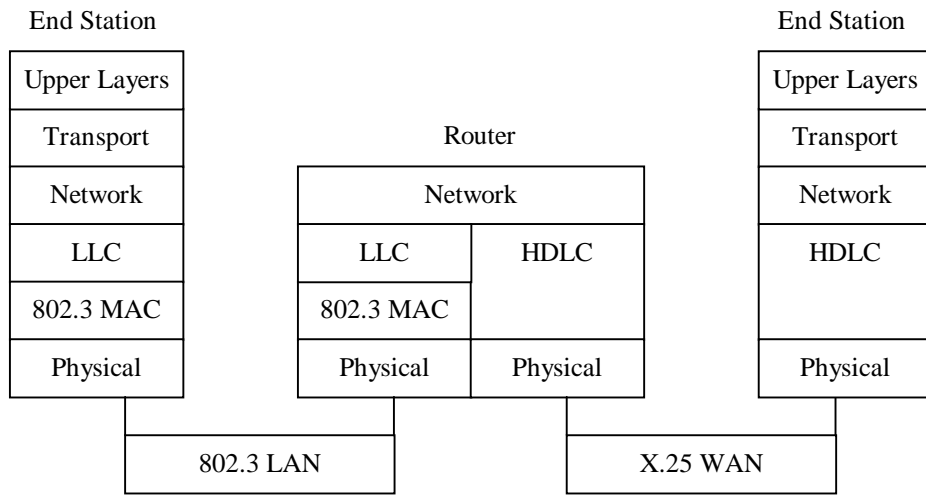 End Station
End Station
Upper Layers
Upper Layers
Transport
Router
Transport
Network
Network
Network
LLC
LLC
HDLC
HDLC
802.3 MAC
802.3 MAC
Physical
Physical
Physical
Physical
802.3 LAN
X.25 WAN